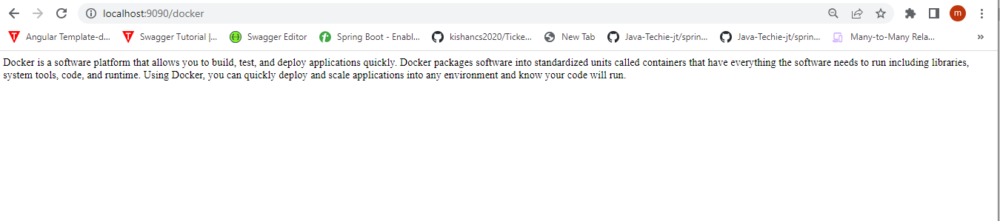 localhost:9090/docker
m
Angular Template-d... Swagger Tutorial |... Swagger Editor Spring Boot - Enabl... kishancs2020/Ticke... New Tab Java-Techie-jt/sprin... Java-Techie-jt/sprin... Many-to-Many Rela... »
Docker is a software platform that allows you to build, test, and deploy applications quickly. Docker packages software into standardized units called containers that have everything the software needs to run including libraries,
system tools, code, and runtime. Using Docker, you can quickly deploy and scale applications into any environment and know your code will run.